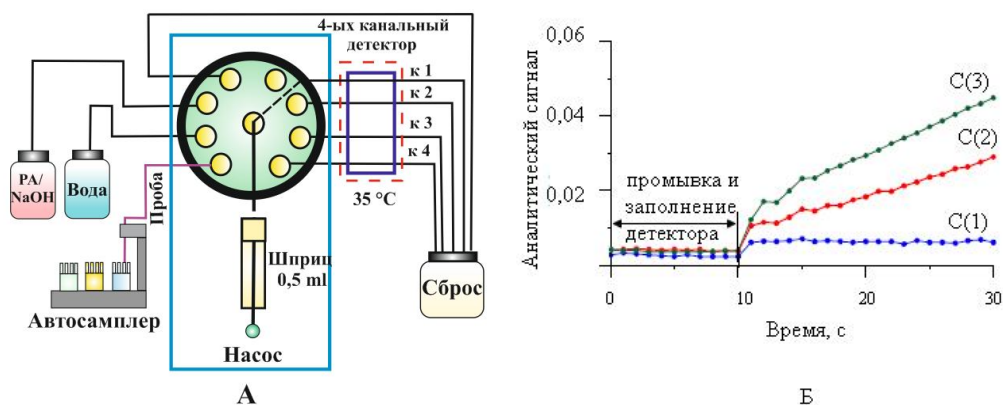 4-ых канальный
детектор
к 1
к 2
к 3
к 4
35 °C
PA/
NaOH
Вода
Проба
Шприц
0,5 ml
Автосамплер
Насос
Сброс
А
Аналитический сигнал
0,06
0,04
0,02
промывка и
заполнение
детектора
C(3)
C(2)
C(1)
0
10
20
30
Время, с
Б